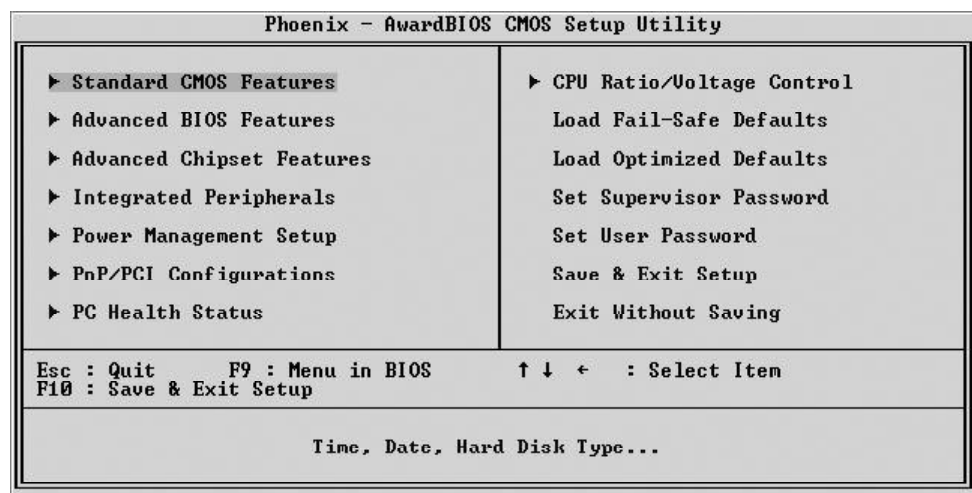 Phoenix - AwardBIOS CMOS Setup Utility
▶ Standard CMOS Features
▶ Advanced BIOS Features
▶ Advanced Chipset Features
▶ Integrated Peripherals
▶ Power Management Setup
▶ PnP/PCI Configurations
▶ PC Health Status
▶ CPU Ratio/Voltage Control
Load Fail-Safe Defaults
Load Optimized Defaults
Set Supervisor Password
Set User Password
Save & Exit Setup
Exit Without Saving
Esc : Quit F9 : Menu in BIOS ↑ ↓ ← : Select Item
F10 : Save & Exit Setup
Time, Date, Hard Disk Type...